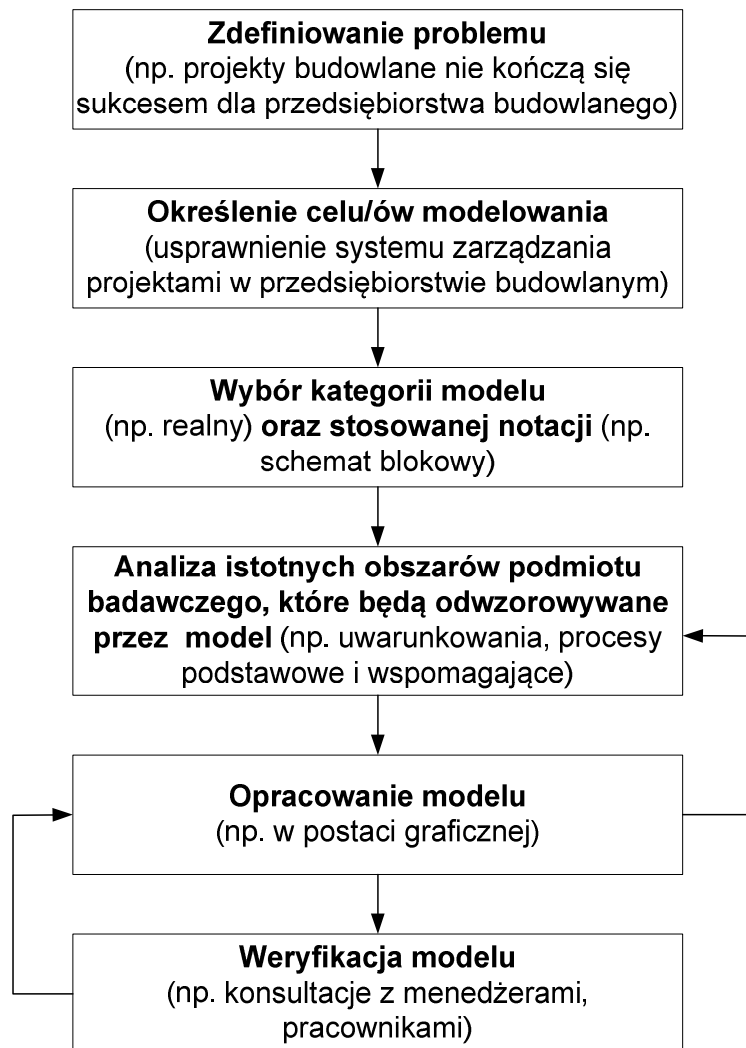 Zdefiniowanie problemu
(np. projekty budowlane nie kończą się
sukcesem dla przedsiębiorstwa budowlanego)
Określenie celu/ów modelowania
(usprawnienie systemu zarządzania
projektami w przedsiębiorstwie budowlanym)
Wybór kategorii modelu
(np. realny) oraz stosowanej notacji (np.
schemat blokowy)
Analiza istotnych obszarów podmiotu
badawczego, które będą odwzorowywane
przez model (np. uwarunkowania, procesy
podstawowe i wspomagające)
Opracowanie modelu
(np. w postaci graficznej)
Weryfikacja modelu
(np. konsultacje z menedżerami,
pracownikami)